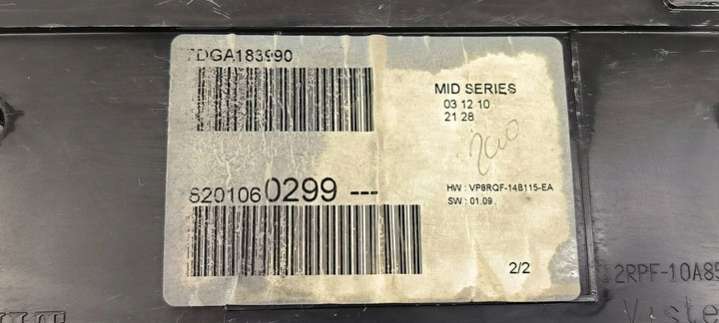 7DGA183990
MID SERIES
03 12 10
21 28
8201060299 ---
HW : VP8RQF-14B115-EA
SW : 01.09
2/2
2RPF-10A85